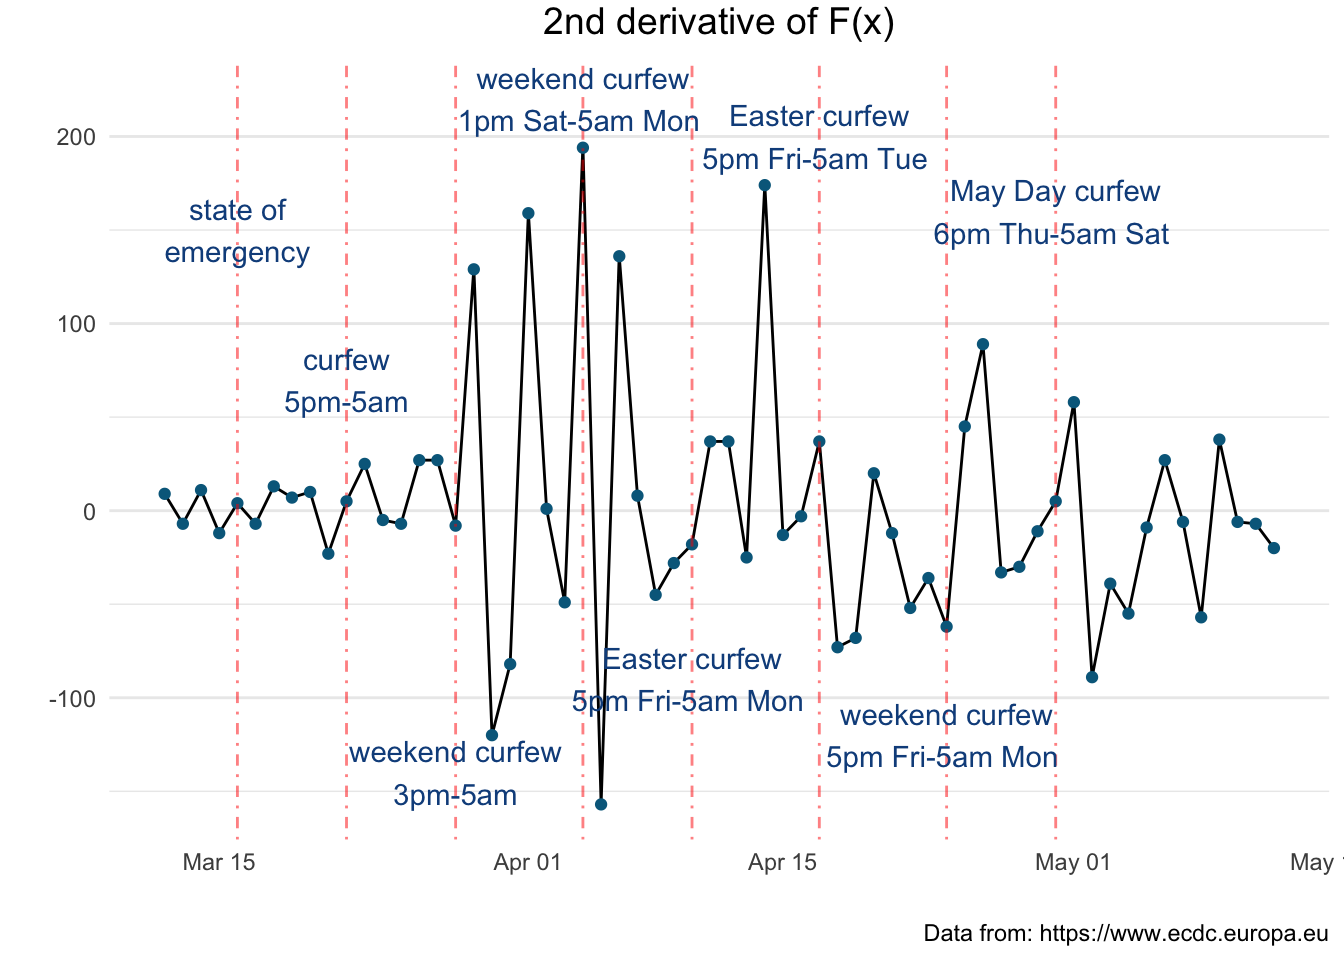 2nd derivative of F(x)
weekend curfew
1pm Sat-5am Mon
Easter curfew
5pm Fri-5am Tue
200
May Day curfew
6pm Thu-5am Sat
state of
emergency
100
curfew
5pm-5am
0
Easter curfew
5pm Fri-5am Mon
-100
weekend curfew
5pm Fri-5am Mon
weekend curfew
3pm-5am
Mar 15
Apr 01
Apr 15
May 01
May
Data from: https://www.ecdc.europa.eu